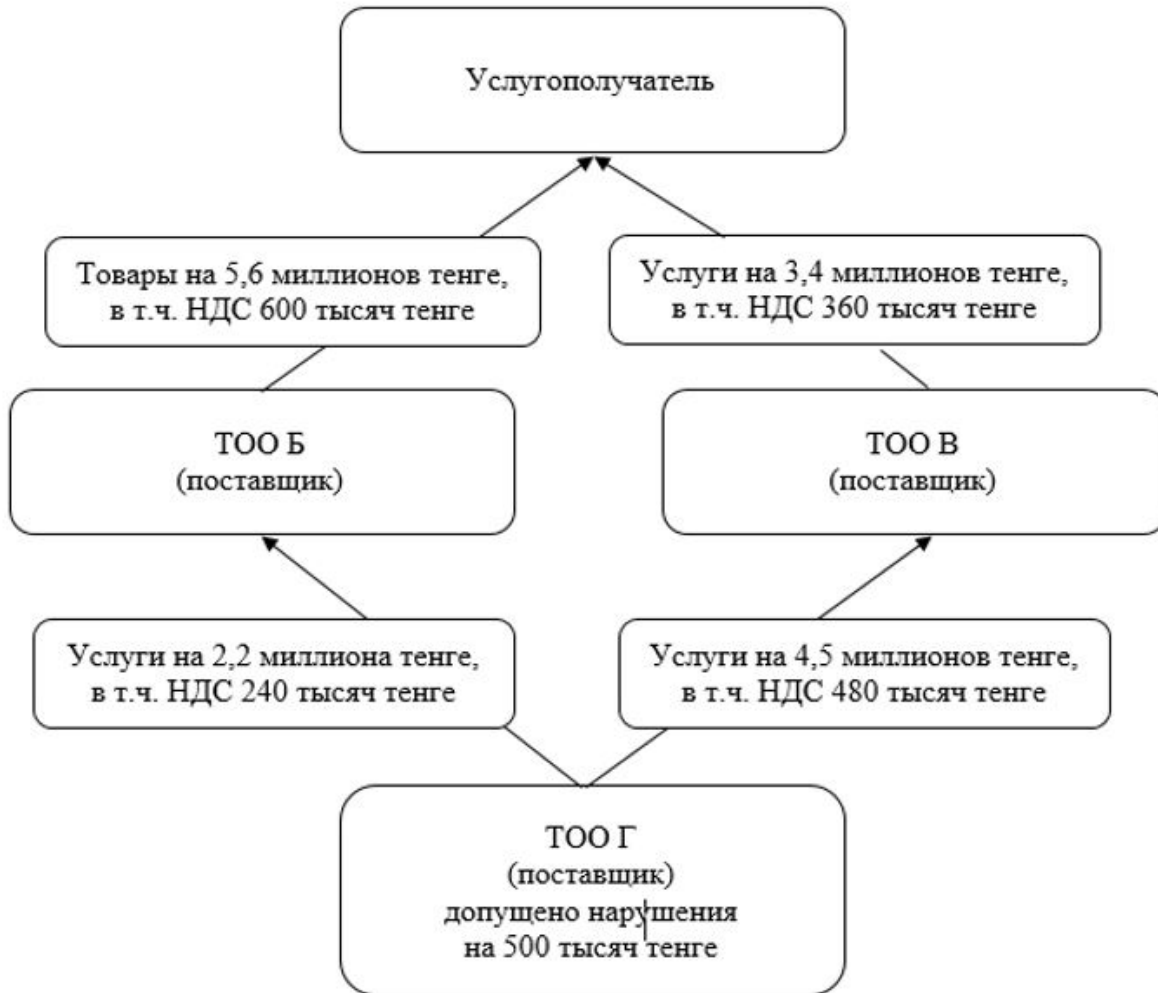 Услугополучатель
Товары на 5,6 миллионов тенге,
в т.ч. НДС 600 тысяч тенге
Услуги на 3,4 миллионов тенге,
в т.ч. НДС 360 тысяч тенге
ТОО Б
(поставщик)
ТОО В
(поставщик)
Услуги на 2,2 миллиона тенге,
в т.ч. НДС 240 тысяч тенге
Услуги на 4,5 миллионов тенге,
в т.ч. НДС 480 тысяч тенге
ТОО Г
(поставщик)
допущено нарушения
на 500 тысяч тенге